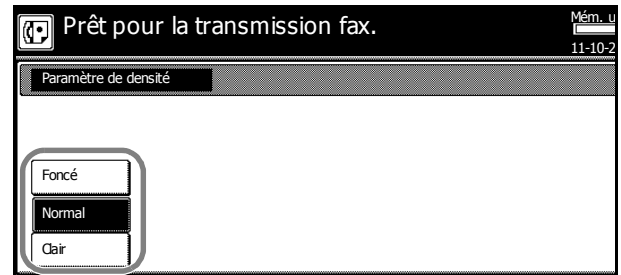 Prêt pour la transmission fax.
Mém. u
11-10-2
Paramètre de densité
Foncé
Normal
Clair